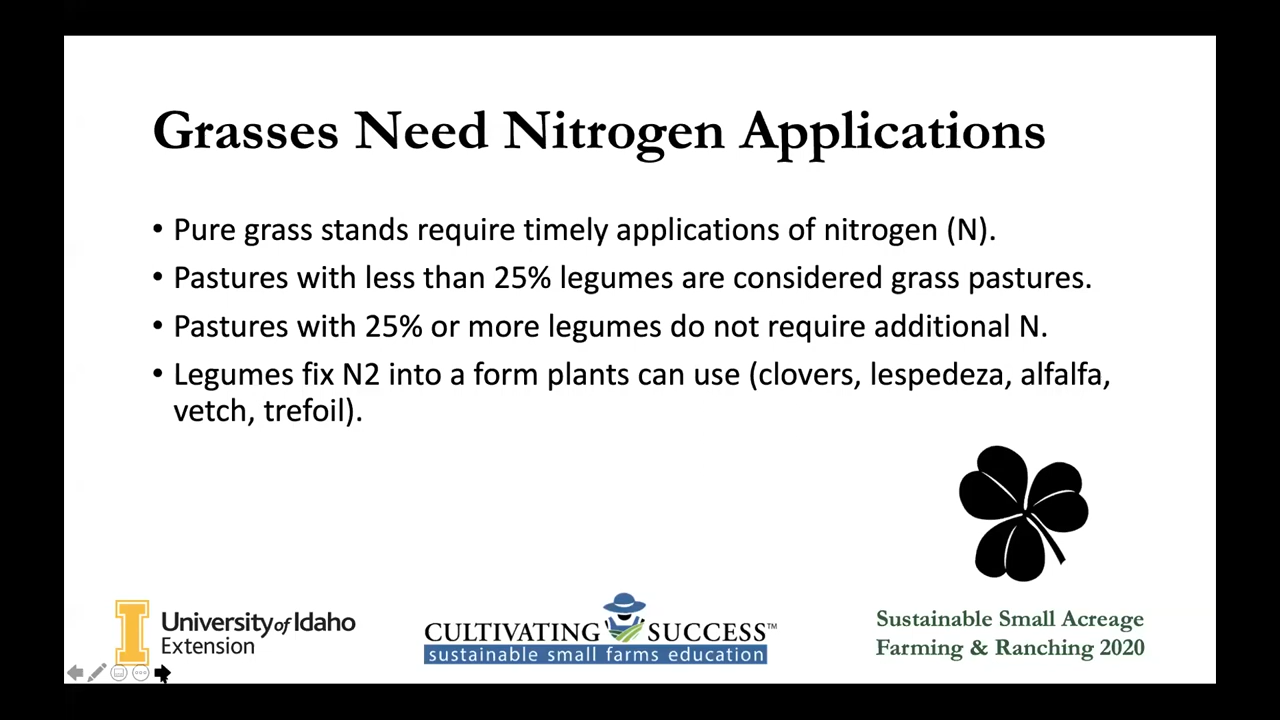 Grasses Need Nitrogen Applications
• Pure grass stands require timely applications of nitrogen (N).
• Pastures with less than 25% legumes are considered grass pastures.
• Pastures with 25% or more legumes do not require additional N.
• Legumes fix N2 into a form plants can use (clovers, lespedeza, alfalfa,
vetch, trefoil).
I
University of Idaho
Extension
CULTIVATING SUCCESS™
sustainable small farms education
Sustainable Small Acreage
Farming & Ranching 2020